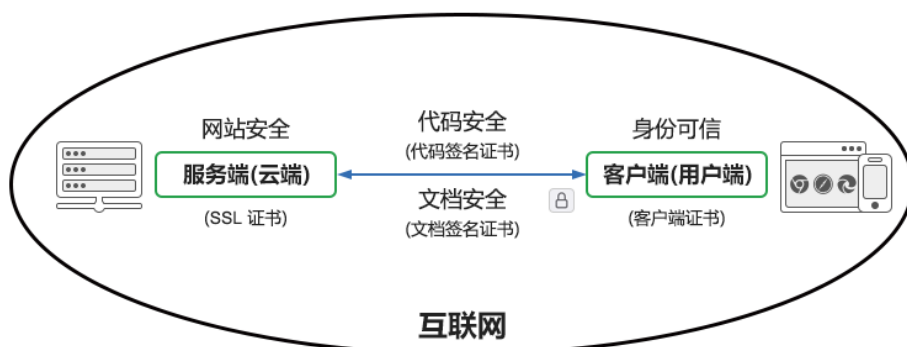 网站安全
服务端(云端)
(SSL 证书)
代码安全
(代码签名证书)
文档安全
(文档签名证书)
身份可信
客户端(用户端)
(客户端证书)
互联网